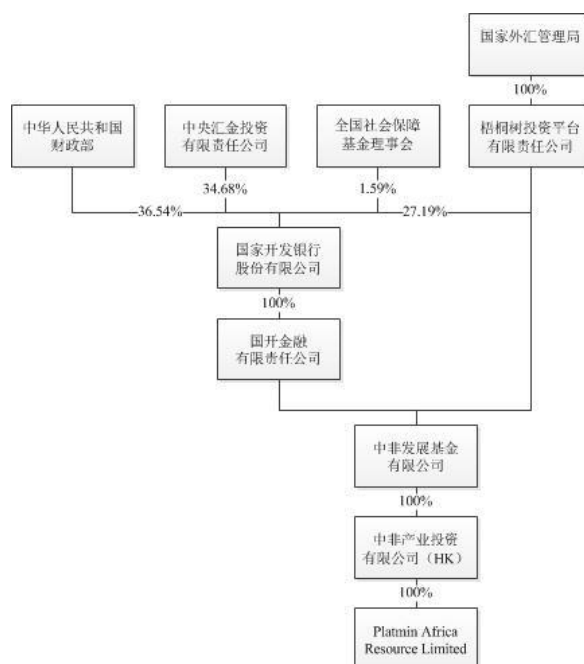 国家外汇管理局
100%
中华人民共和国
财政部
中央汇金投资
有限责任公司
全国社会保障
基金理事会
梧桐树投资平台
有限责任公司
34.68%
1.59%
36.54%
27.19%
国家开发银行
股份有限公司
100%
国开金融
有限责任公司
中非发展基金
有限公司
100%
中非产业投资
有限公司（HK）
100%
Platmin Africa
Resource Limited